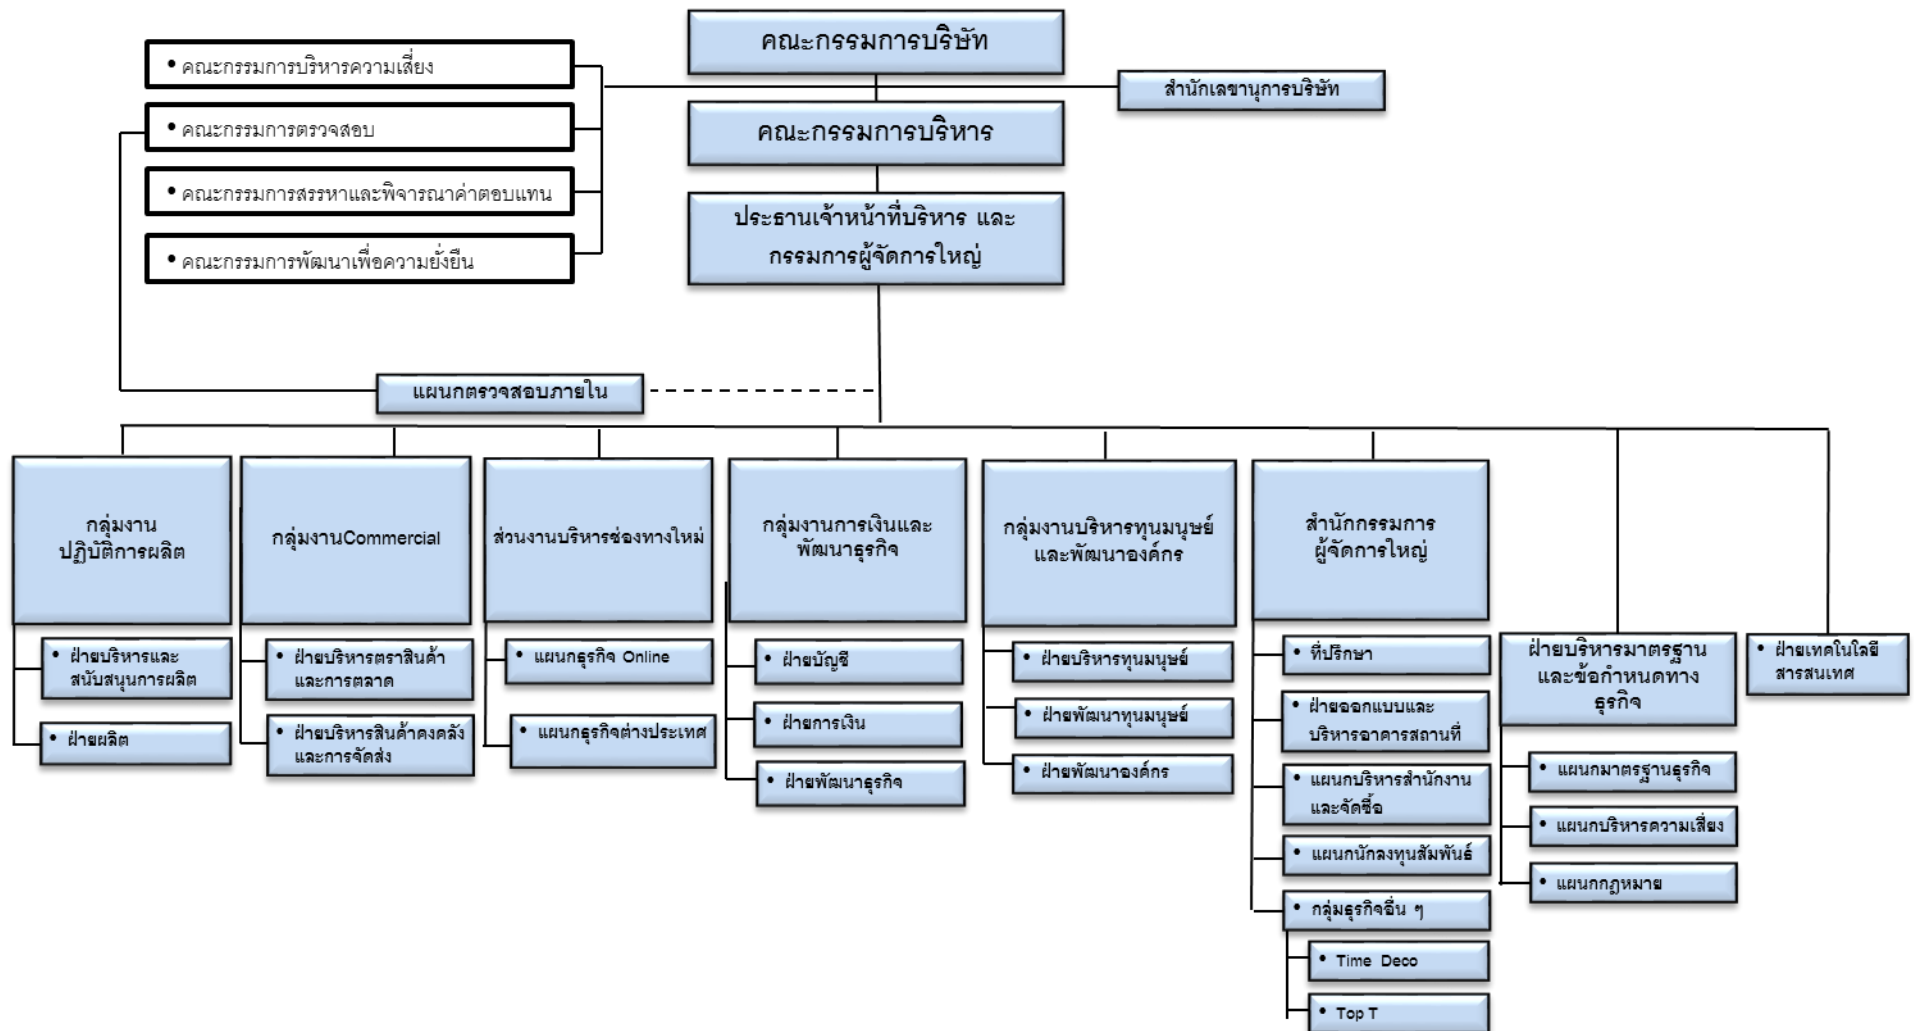 คณะกรรมการบริษัท
• คณะกรรมการบริหารความเสี่ยง
สำนักเลขานุการบริษัท
• คณะกรรมการตรวจสอบ
คณะกรรมการบริหาร
• คณะกรรมการสรรหาและพิจารณาค่าตอบแทน
ประธานเจ้าหน้าที่บริหาร และ
กรรมการผู้จัดการใหญ่
• คณะกรรมการพัฒนาเพื่อความยั่งยืน
แผนกตรวจสอบภายใน
กลุ่มงาน
ปฏิบัติการผลิต
• ฝ่ายบริหารและ
สนับสนุนการผลิต
• ฝ่ายผลิต
กลุ่มงานCommercial
• ฝ่ายบริหารตราสินค้า
และการตลาด
• ฝ่ายบริหารสินค้าคงคลัง
และการจัดส่ง
ส่วนงานบริหารช่องทางใหม่
• แผนกธุรกิจ Online
• แผนกธุรกิจต่างประเทศ
กลุ่มงานการเงินและ
พัฒนาธุรกิจ
• ฝ่ายบัญชี
• ฝ่ายการเงิน
• ฝ่ายพัฒนาธุรกิจ
กลุ่มงานบริหารทุนมนุษย์
และพัฒนาองค์กร
• ฝ่ายบริหารทุนมนุษย์
• ฝ่ายพัฒนาทุนมนุษย์
• ฝ่ายพัฒนาองค์กร
สำนักกรรมการ
ผู้จัดการใหญ่
• ที่ปรึกษา
• ฝ่ายออกแบบและ
บริหารอาคารสถานที่
• แผนกบริหารสำนักงาน
และจัดซื้อ
• แผนกนักลงทุนสัมพันธ์
• กลุ่มธุรกิจอื่น ๆ
• Time Deco
• Top T
ฝ่ายบริหารมาตรฐาน
และข้อกำหนดทาง
ธุรกิจ
• แผนกมาตรฐานธุรกิจ
• แผนกบริหารความเสี่ยง
• แผนกกฎหมาย
• ฝ่ายเทคโนโลยี
สารสนเทศ